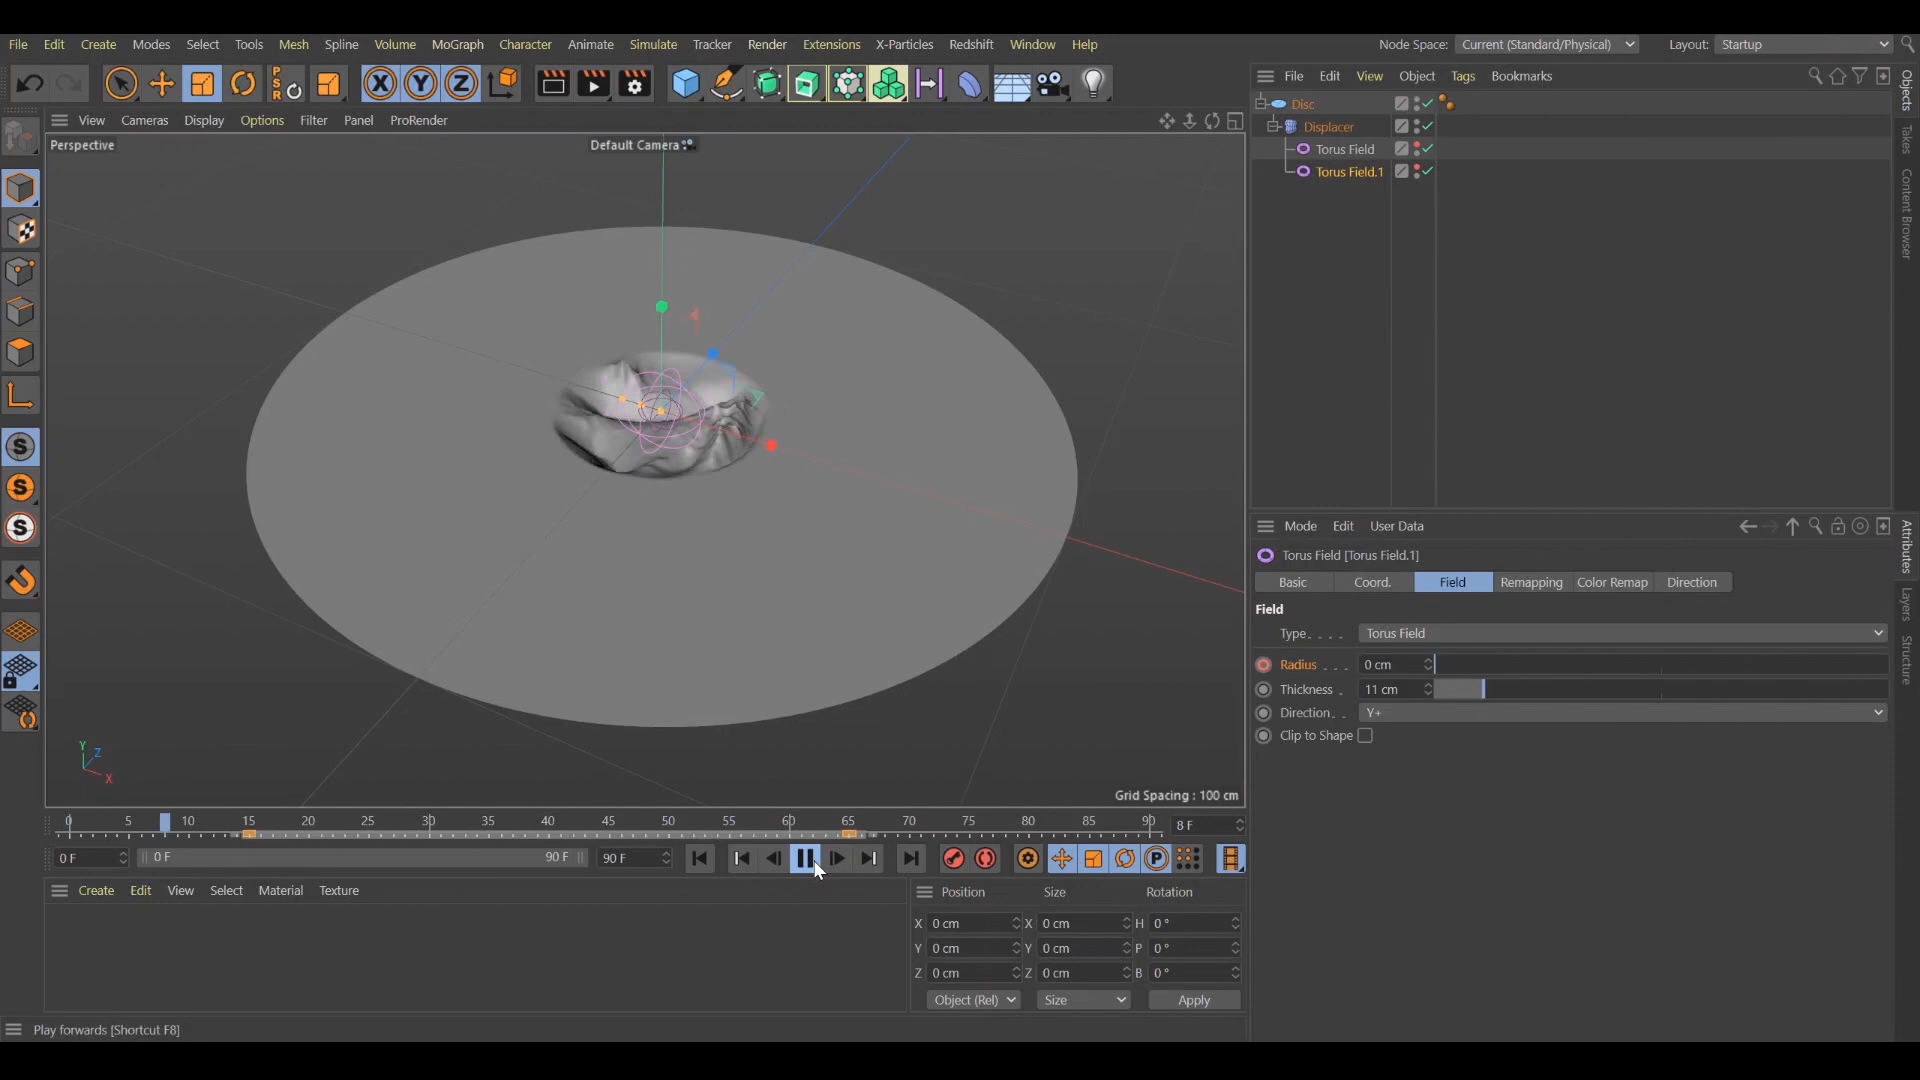 File Edit Create Modes Select Tools Mesh Spline Volume MoGraph Character Animate Simulate Tracker Render Extensions X-Particles Redshift Window Help Node Space: Current (Standard/Physical) Layout: Startup
P S R X Y Z
File Edit View Object Tags Bookmarks
Objects
Takes
Content Browser
Disc
Displacer
Torus Field
Torus Field.1
View Cameras Display Options Filter Panel ProRender
Perspective
Default Camera
S
S
S
Y Z X
Grid Spacing : 100 cm
Mode Edit User Data
Attributes
Layers
Structure
Torus Field [Torus Field.1]
Basic Coord. Field Remapping Color Remap Direction
Field
Type Torus Field
Radius 0 cm
Thickness 11 cm
Direction Y+
Clip to Shape
0 5 10 15 20 25 30 35 40 45 50 55 60 65 70 75 80 85 90 8 F
0 F 0 F 90 F 90 F P
Create Edit View Select Material Texture
Position Size Rotation
X 0 cm X 0 cm H 0 °
Y 0 cm Y 0 cm P 0 °
Z 0 cm Z 0 cm B 0 °
Object (Rel) Size Apply
Play forwards [Shortcut F8]